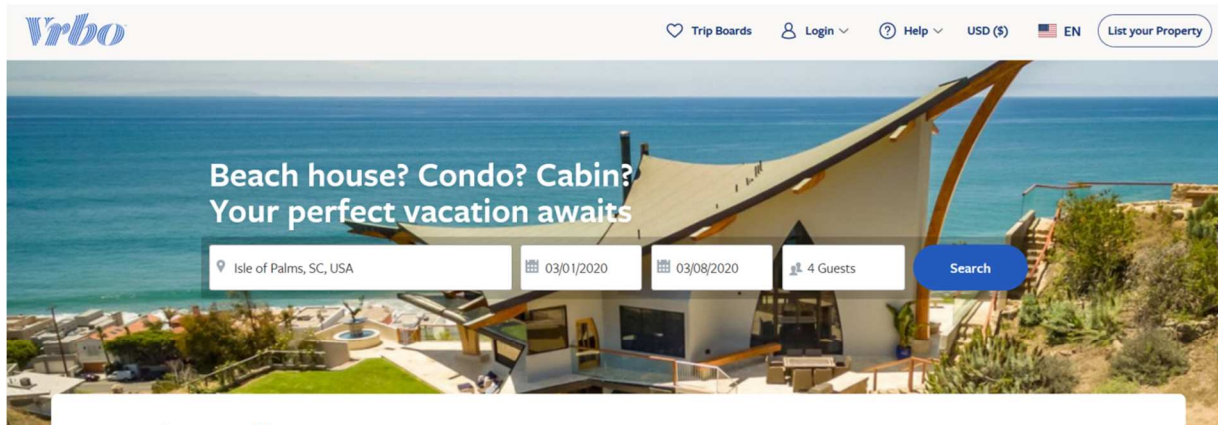 Vrbo
Trip Boards
Login
Help
USD ($)
EN
List your Property
Beach house? Condo? Cabin?
Your perfect vacation awaits
Isle of Palms, SC, USA
03/01/2020
03/08/2020
4 Guests
Search